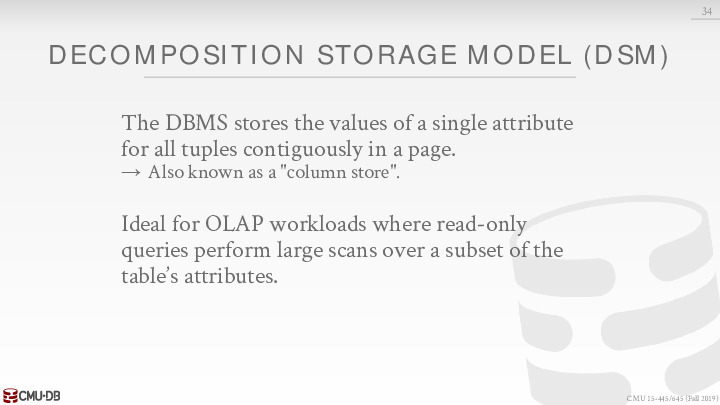 34
DECOMPOSITION STORAGE MODEL (DSM)
The DBMS stores the values of a single attribute
for all tuples contiguously in a page.
→ Also known as a "column store".
Ideal for OLAP workloads where read-only
queries perform large scans over a subset of the
table’s attributes.
CMU·DB
CMU 15-445/645 (Fall 2019)